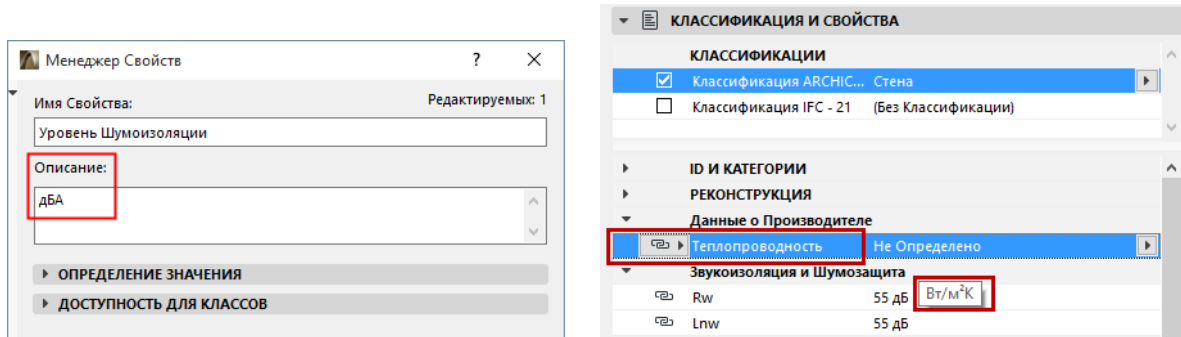 Менеджер Свойств
?
Имя Свойства:
Редактируемых: 1
Уровень Шумоизоляции
Описание:
дБА
ОПРЕДЕЛЕНИЕ ЗНАЧЕНИЯ
ДОСТУПНОСТЬ ДЛЯ КЛАССОВ
КЛАССИФИКАЦИЯ И СВОЙСТВА
КЛАССИФИКАЦИИ
Классификация ARCHIC... Стена
Классификация IFC - 21 (Без Классификации)
ID И КАТЕГОРИИ
РЕКОНСТРУКЦИЯ
Данные о Производителе
Теплопроводность Не Определено
Звукоизоляция и Шумозащита
Rw 55 дБ
Вт/м²К
Lnw 55 дБ